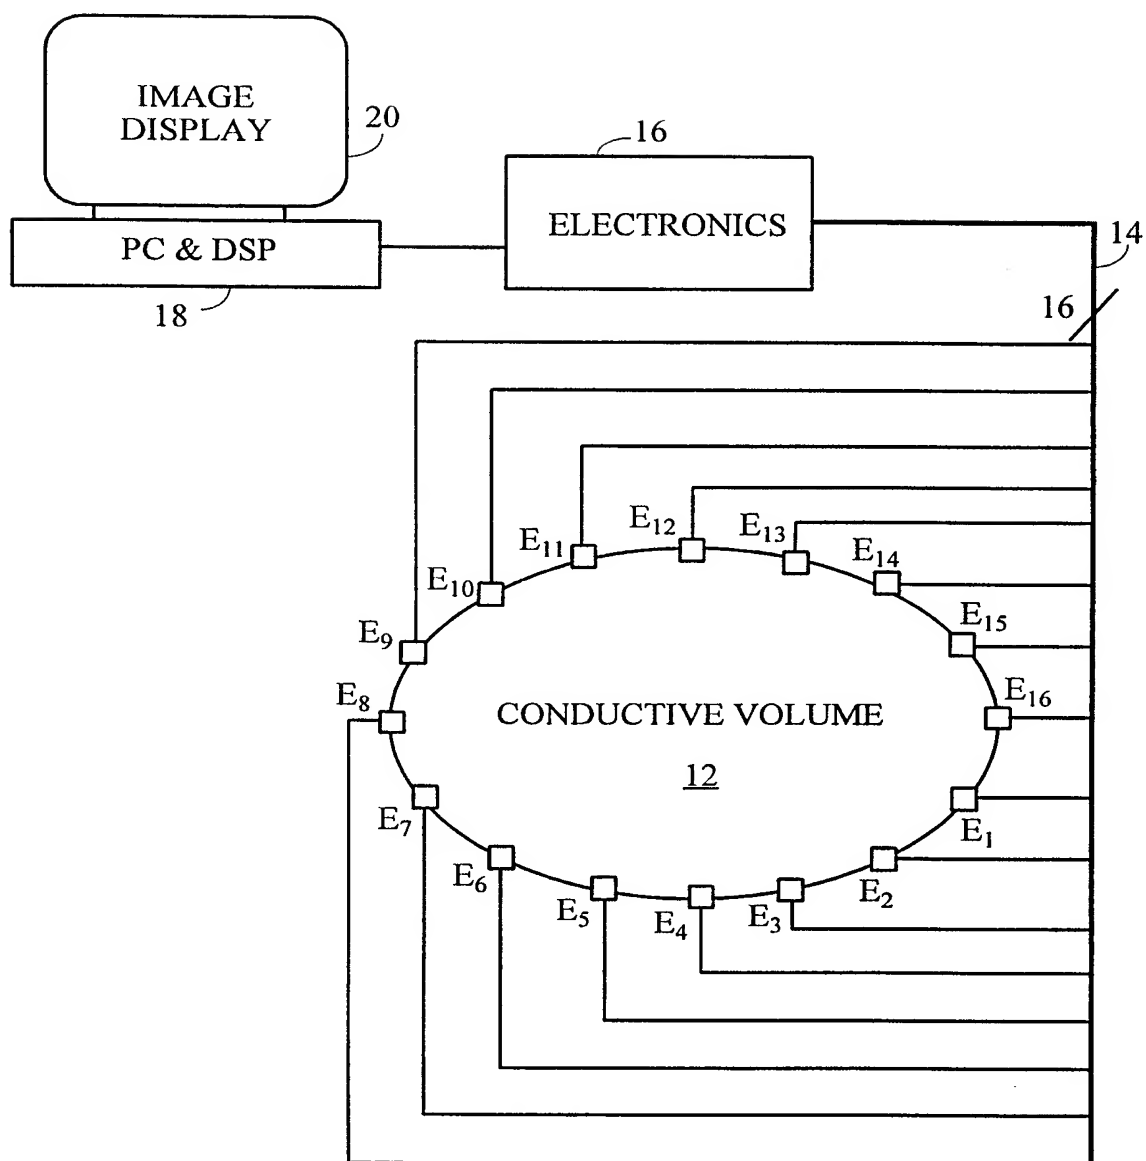 IMAGE
DISPLAY
20
16
ELECTRONICS
14
PC & DSP
18
16
E12
E13
E11
E14
E10
E15
E9
E8
E16
CONDUCTIVE VOLUME
12
E7
E1
E6
E2
E5
E4
E3